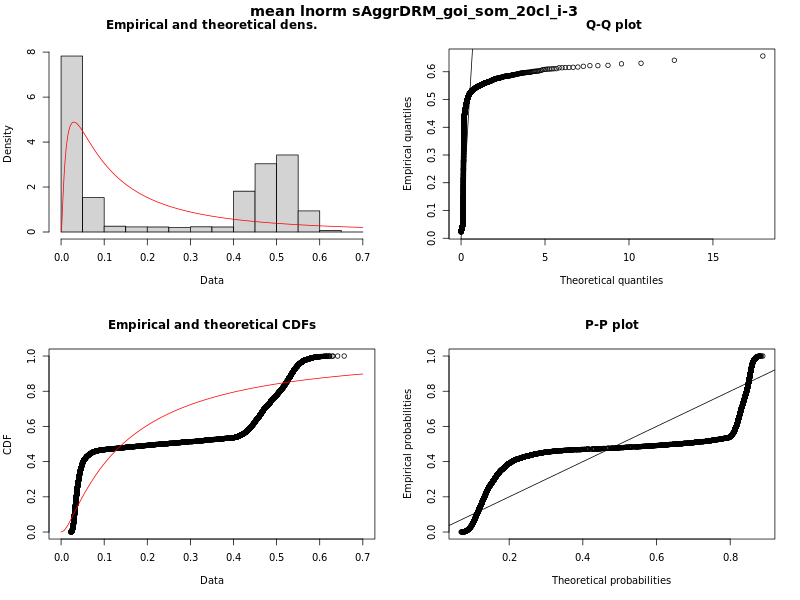 mean lnorm sAggrDRM_goi_som_20cl_i-3
Empirical and theoretical dens.
Density
0 2 4 6 8
0.0 0.1 0.2 0.3 0.4 0.5 0.6 0.7
Data
Q-Q plot
Empirical quantiles
0.0 0.1 0.2 0.3 0.4 0.5 0.6
0 5 10 15
Theoretical quantiles
Empirical and theoretical CDFs
CDF
0.0 0.2 0.4 0.6 0.8 1.0
0.0 0.1 0.2 0.3 0.4 0.5 0.6 0.7
Data
P-P plot
Empirical probabilities
0.0 0.2 0.4 0.6 0.8 1.0
0.2 0.4 0.6 0.8
Theoretical probabilities